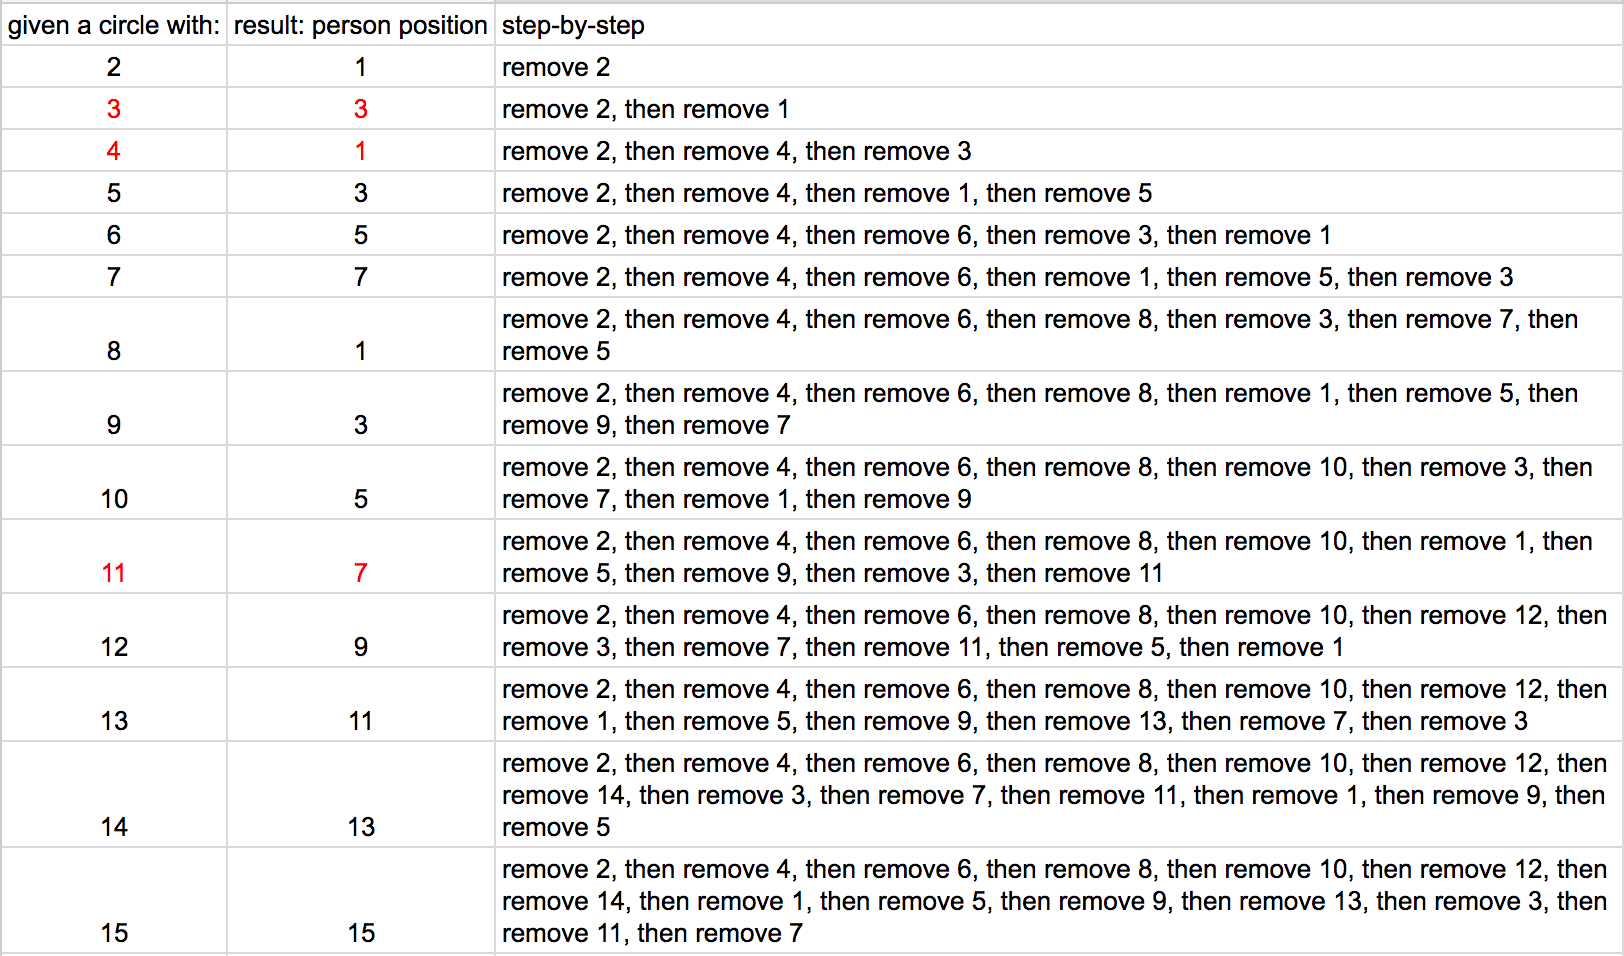 given a circle with: result: person position step-by-step
2 1 remove 2
3 3 remove 2, then remove 1
4 1 remove 2, then remove 4, then remove 3
5 3 remove 2, then remove 4, then remove 1, then remove 5
6 5 remove 2, then remove 4, then remove 6, then remove 3, then remove 1
7 7 remove 2, then remove 4, then remove 6, then remove 1, then remove 5, then remove 3
remove 2, then remove 4, then remove 6, then remove 8, then remove 3, then remove 7, then
8 1 remove 5
remove 2, then remove 4, then remove 6, then remove 8, then remove 1, then remove 5, then
9 3 remove 9, then remove 7
remove 2, then remove 4, then remove 6, then remove 8, then remove 10, then remove 3, then
10 5 remove 7, then remove 1, then remove 9
remove 2, then remove 4, then remove 6, then remove 8, then remove 10, then remove 1, then
11 7 remove 5, then remove 9, then remove 3, then remove 11
remove 2, then remove 4, then remove 6, then remove 8, then remove 10, then remove 12, then
12 9 remove 3, then remove 7, then remove 11, then remove 5, then remove 1
remove 2, then remove 4, then remove 6, then remove 8, then remove 10, then remove 12, then
13 11 remove 1, then remove 5, then remove 9, then remove 13, then remove 7, then remove 3
remove 2, then remove 4, then remove 6, then remove 8, then remove 10, then remove 12, then
remove 14, then remove 3, then remove 7, then remove 11, then remove 1, then remove 9, then
14 13 remove 5
remove 2, then remove 4, then remove 6, then remove 8, then remove 10, then remove 12, then
remove 14, then remove 1, then remove 5, then remove 9, then remove 13, then remove 3, then
15 15 remove 11, then remove 7